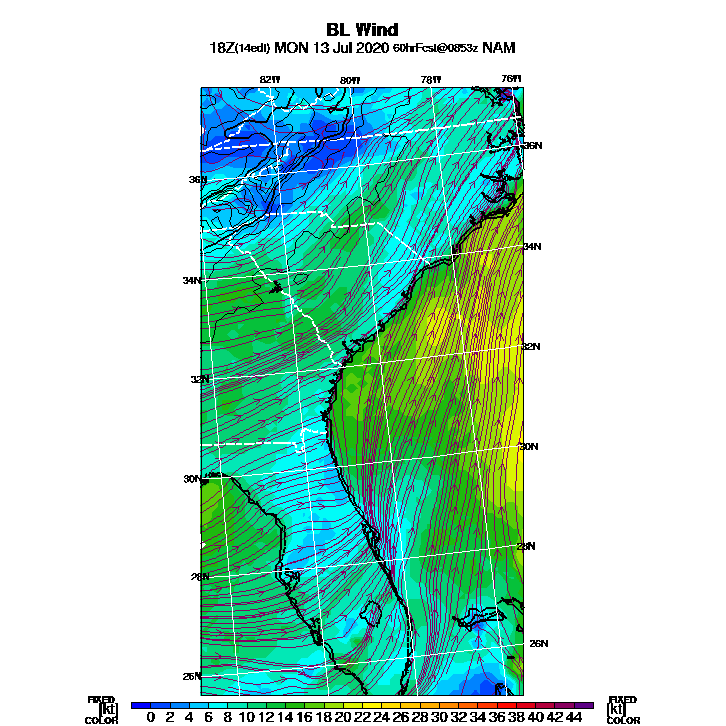 BL Wind
18Z(14edt) MON 13 Jul 2020 60hrFcst@0853z NAM
82W 80W 78W 76W
36N
36N
34N
34N
32N
32N
30N
30N
28N
28N
26N
26N
FIXED FIXED
[kt] 0 2 4 6 8 10 12 14 16 18 20 22 24 26 28 30 32 34 36 38 40 42 44 [kt]
COLOR COLOR